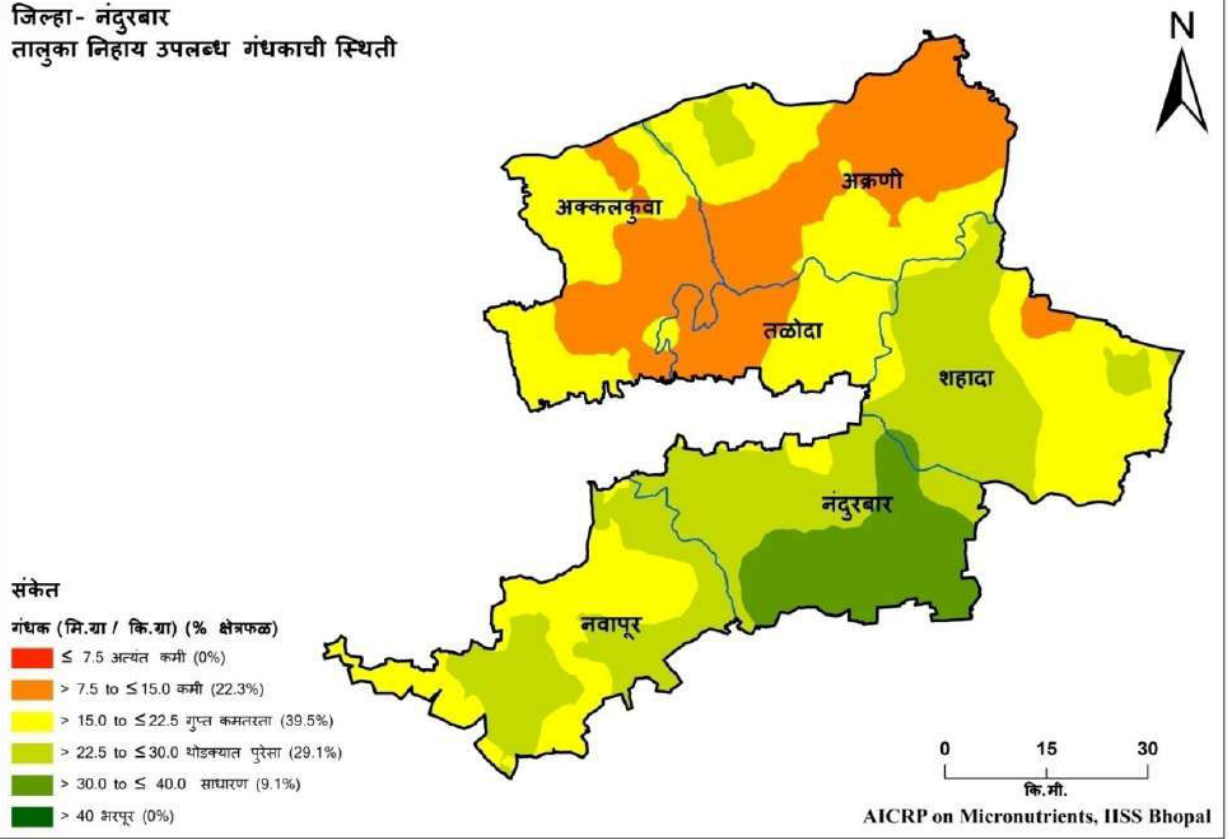 जिल्हा- नंदुरबार
तालुका निहाय उपलब्ध गंधकाची स्थिती
N
अक्रणी
अक्कलकुवा
तळोदा
शहादा
नंदुरबार
नवापूर
संकेत
गंधक (मि.ग्रा / कि.ग्रा) (% क्षेत्रफळ)
≤ 7.5 अत्यंत कमी (0%)
> 7.5 to ≤ 15.0 कमी (22.3%)
> 15.0 to ≤ 22.5 गुप्त कमतरता (39.5%)
> 22.5 to ≤ 30.0 थोडक्यात पुरेसा (29.1%)
> 30.0 to ≤ 40.0 साधारण (9.1%)
> 40 भरपूर (0%)
0 15 30
कि.मी.
AICRP on Micronutrients, IISS Bhopal